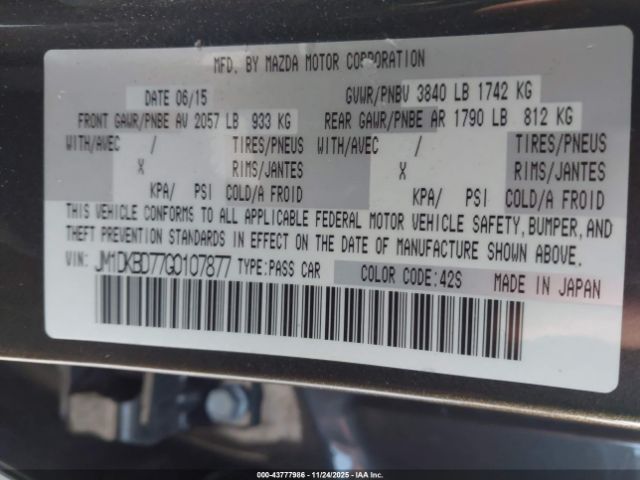 MFD. BY MAZDA MOTOR CORPORATION
DATE 06/15 GVWR/PNBV 3840 LB 1742 KG
FRONT GAWR/PNBE AV 2057 LB 933 KG REAR GAWR/PNBE AR 1790 LB 812 KG
WITH/AVEC / TIRES/PNEUS WITH/AVEC / TIRES/PNEUS
X RIMS/JANTES X RIMS/JANTES
KPA/ PSI COLD/A FROID KPA/ PSI COLD/A FROID
THIS VEHICLE CONFORMS TO ALL APPLICABLE FEDERAL MOTOR VEHICLE SAFETY, BUMPER, AND
THEFT PREVENTION STANDARDS IN EFFECT ON THE DATE OF MANUFACTURE SHOWN ABOVE.
VIN: JM1DKBD77G0107877 TYPE:PASS CAR COLOR CODE:42S MADE IN JAPAN
000-43777986 - 11/24/2025 - IAAI.COM